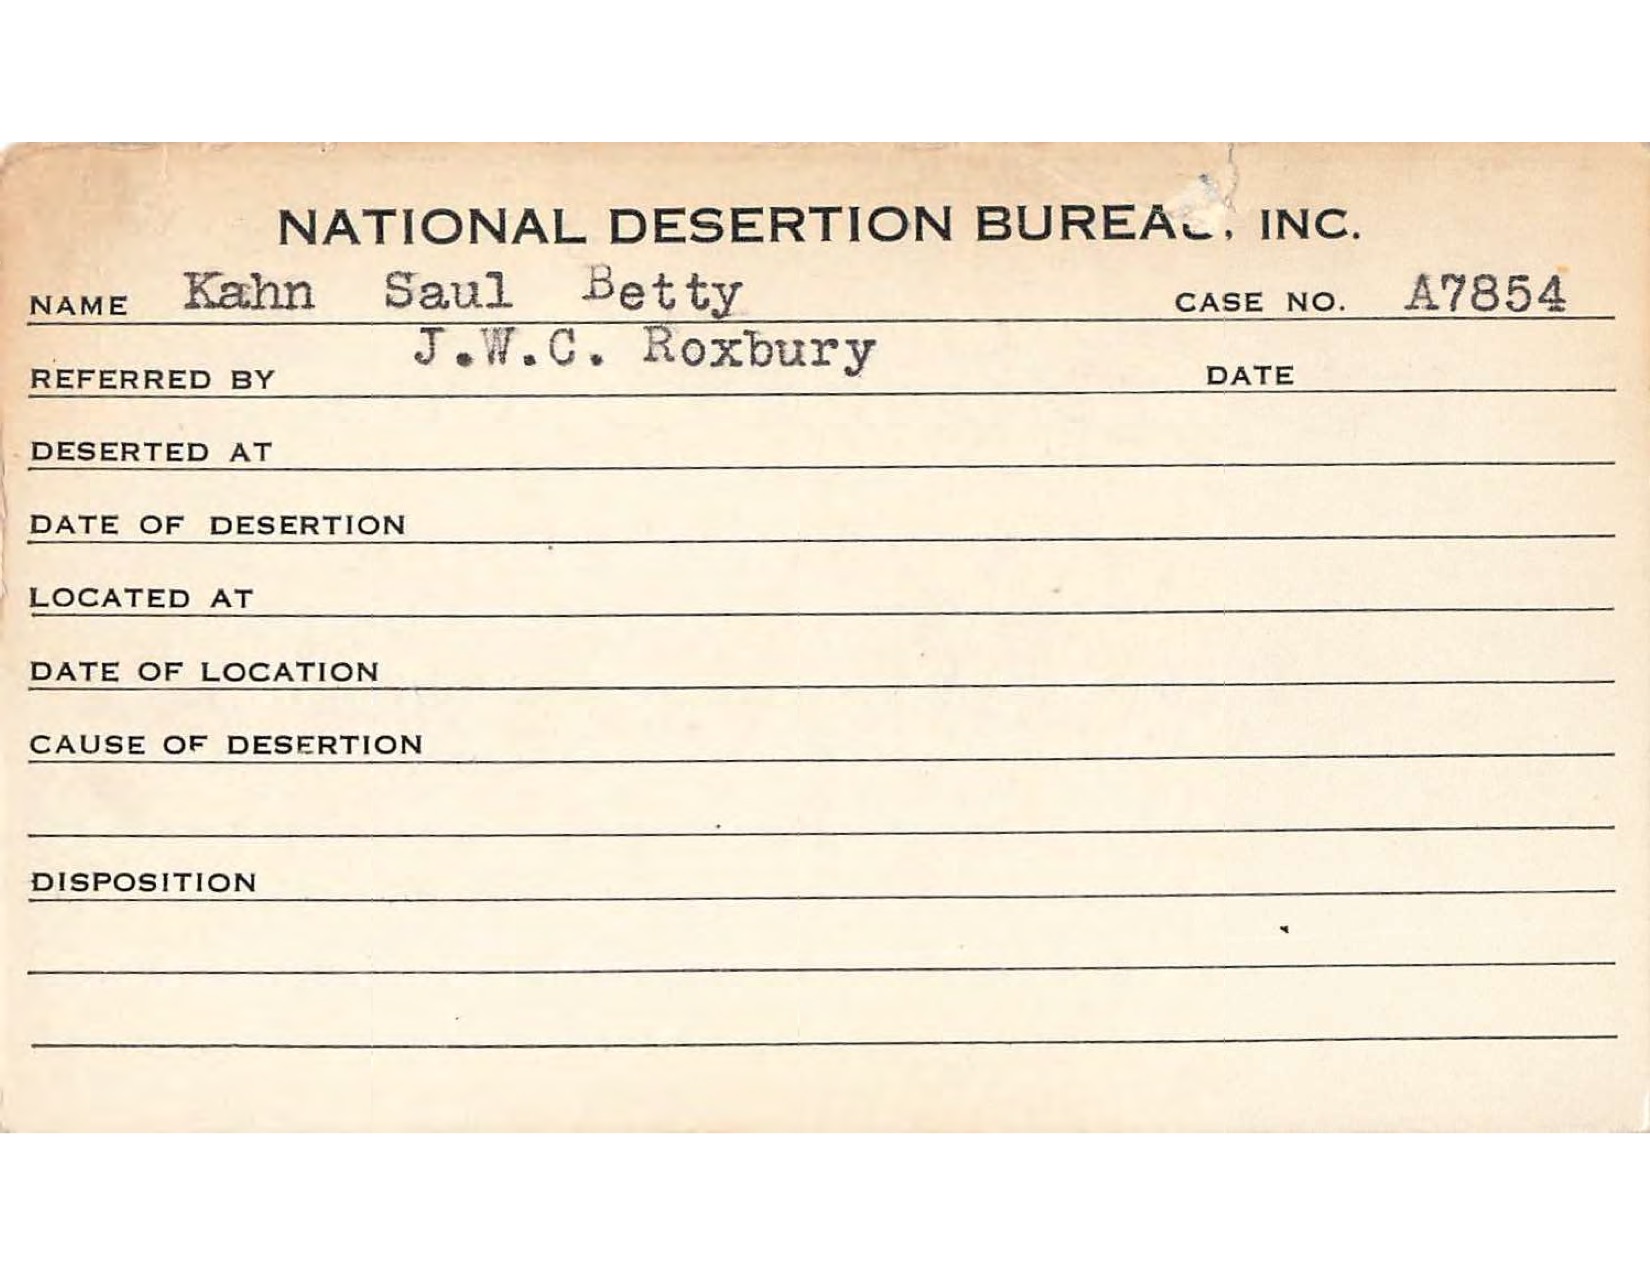 NATIONAL DESERTION BUREAU, INC.
NAME Kahn Saul Betty CASE NO. A7854
REFERRED BY J.W.C. Roxbury DATE
DESERTED AT
DATE OF DESERTION
LOCATED AT
DATE OF LOCATION
CAUSE OF DESERTION
DISPOSITION